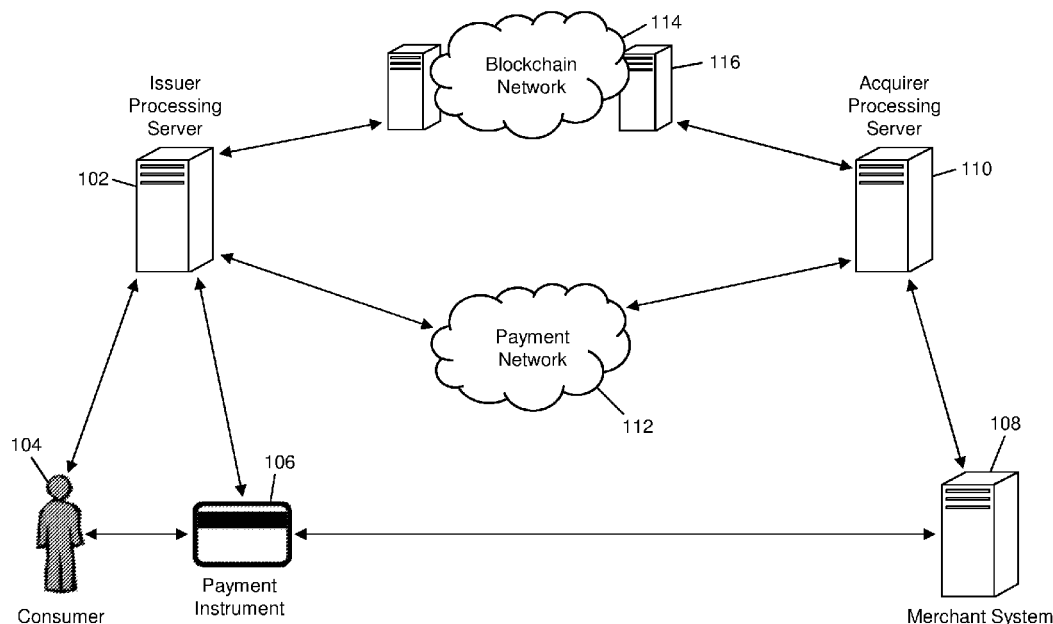 114
Blockchain
Network
116
Issuer
Processing
Server
Acquirer
Processing
Server
102
110
Payment
Network
112
104
106
108
Payment
Instrument
Consumer
Merchant System